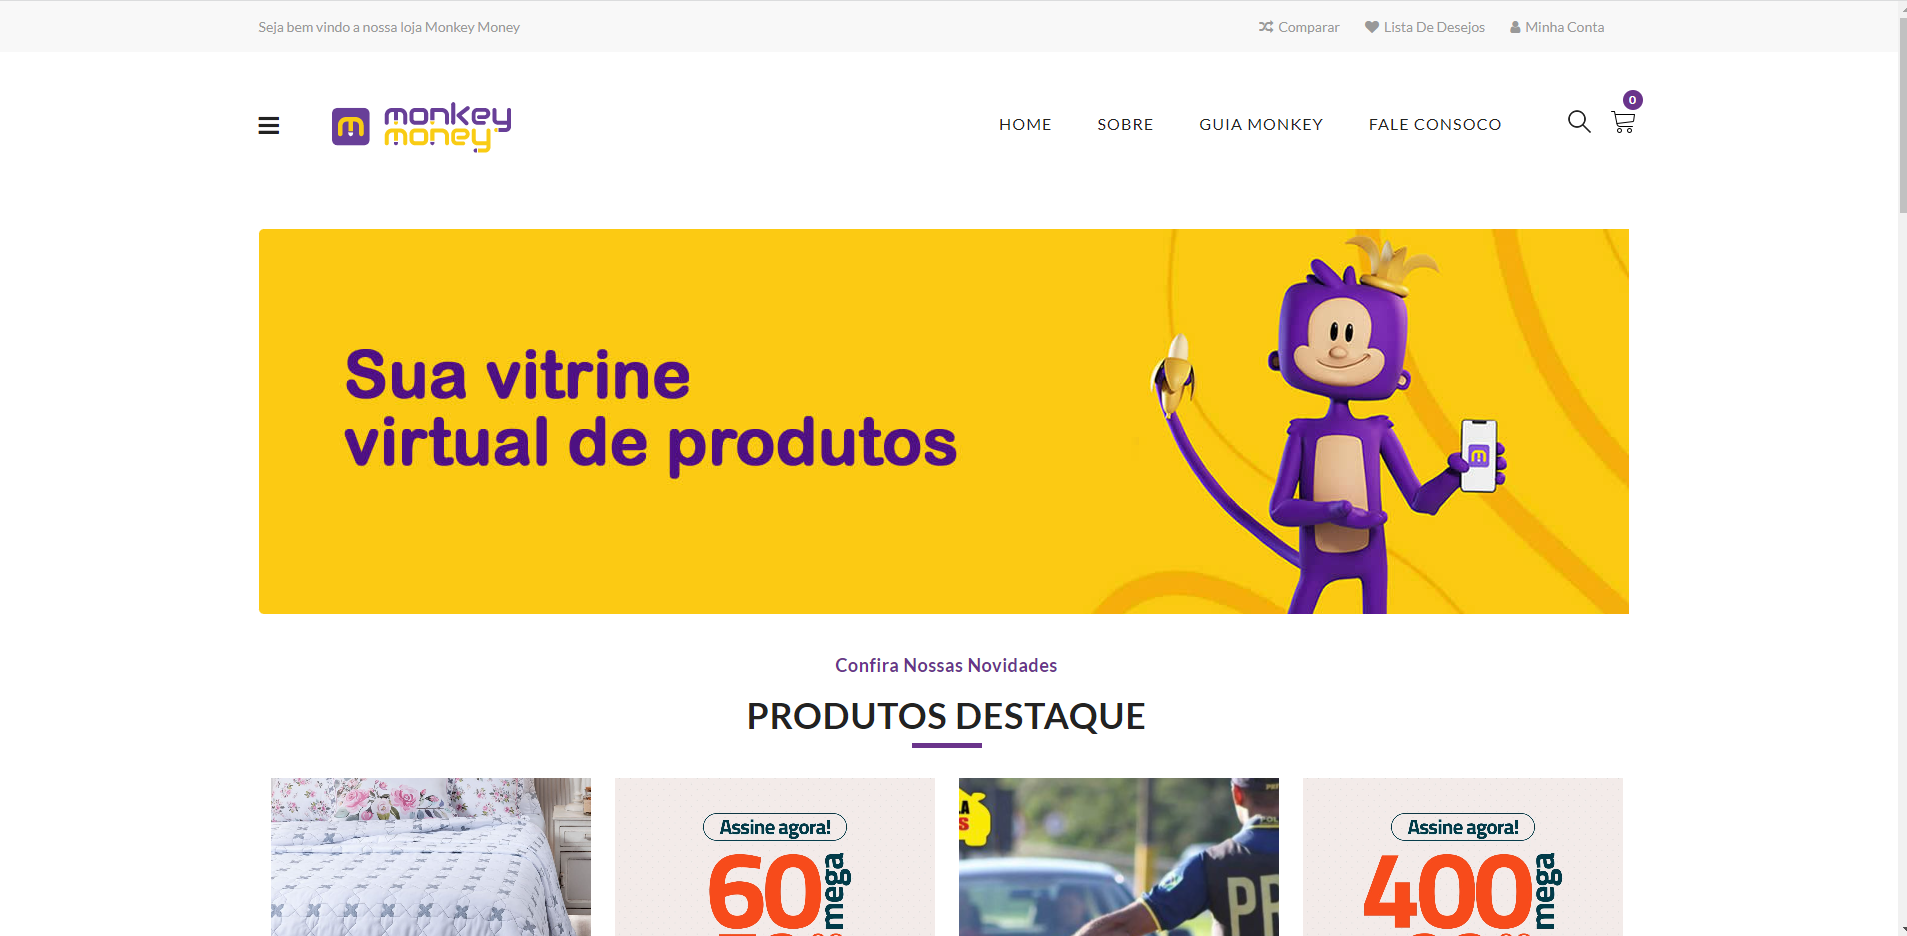 Seja bem vindo a nossa loja Monkey Money
Comparar
Lista De Desejos
Minha Conta
monkey
money
HOME
SOBRE
GUIA MONKEY
FALE CONSOCO
0
Sua vitrine
virtual de produtos
Confira Nossas Novidades
PRODUTOS DESTAQUE
Assine agora!
60
mega
Assine agora!
400
mega